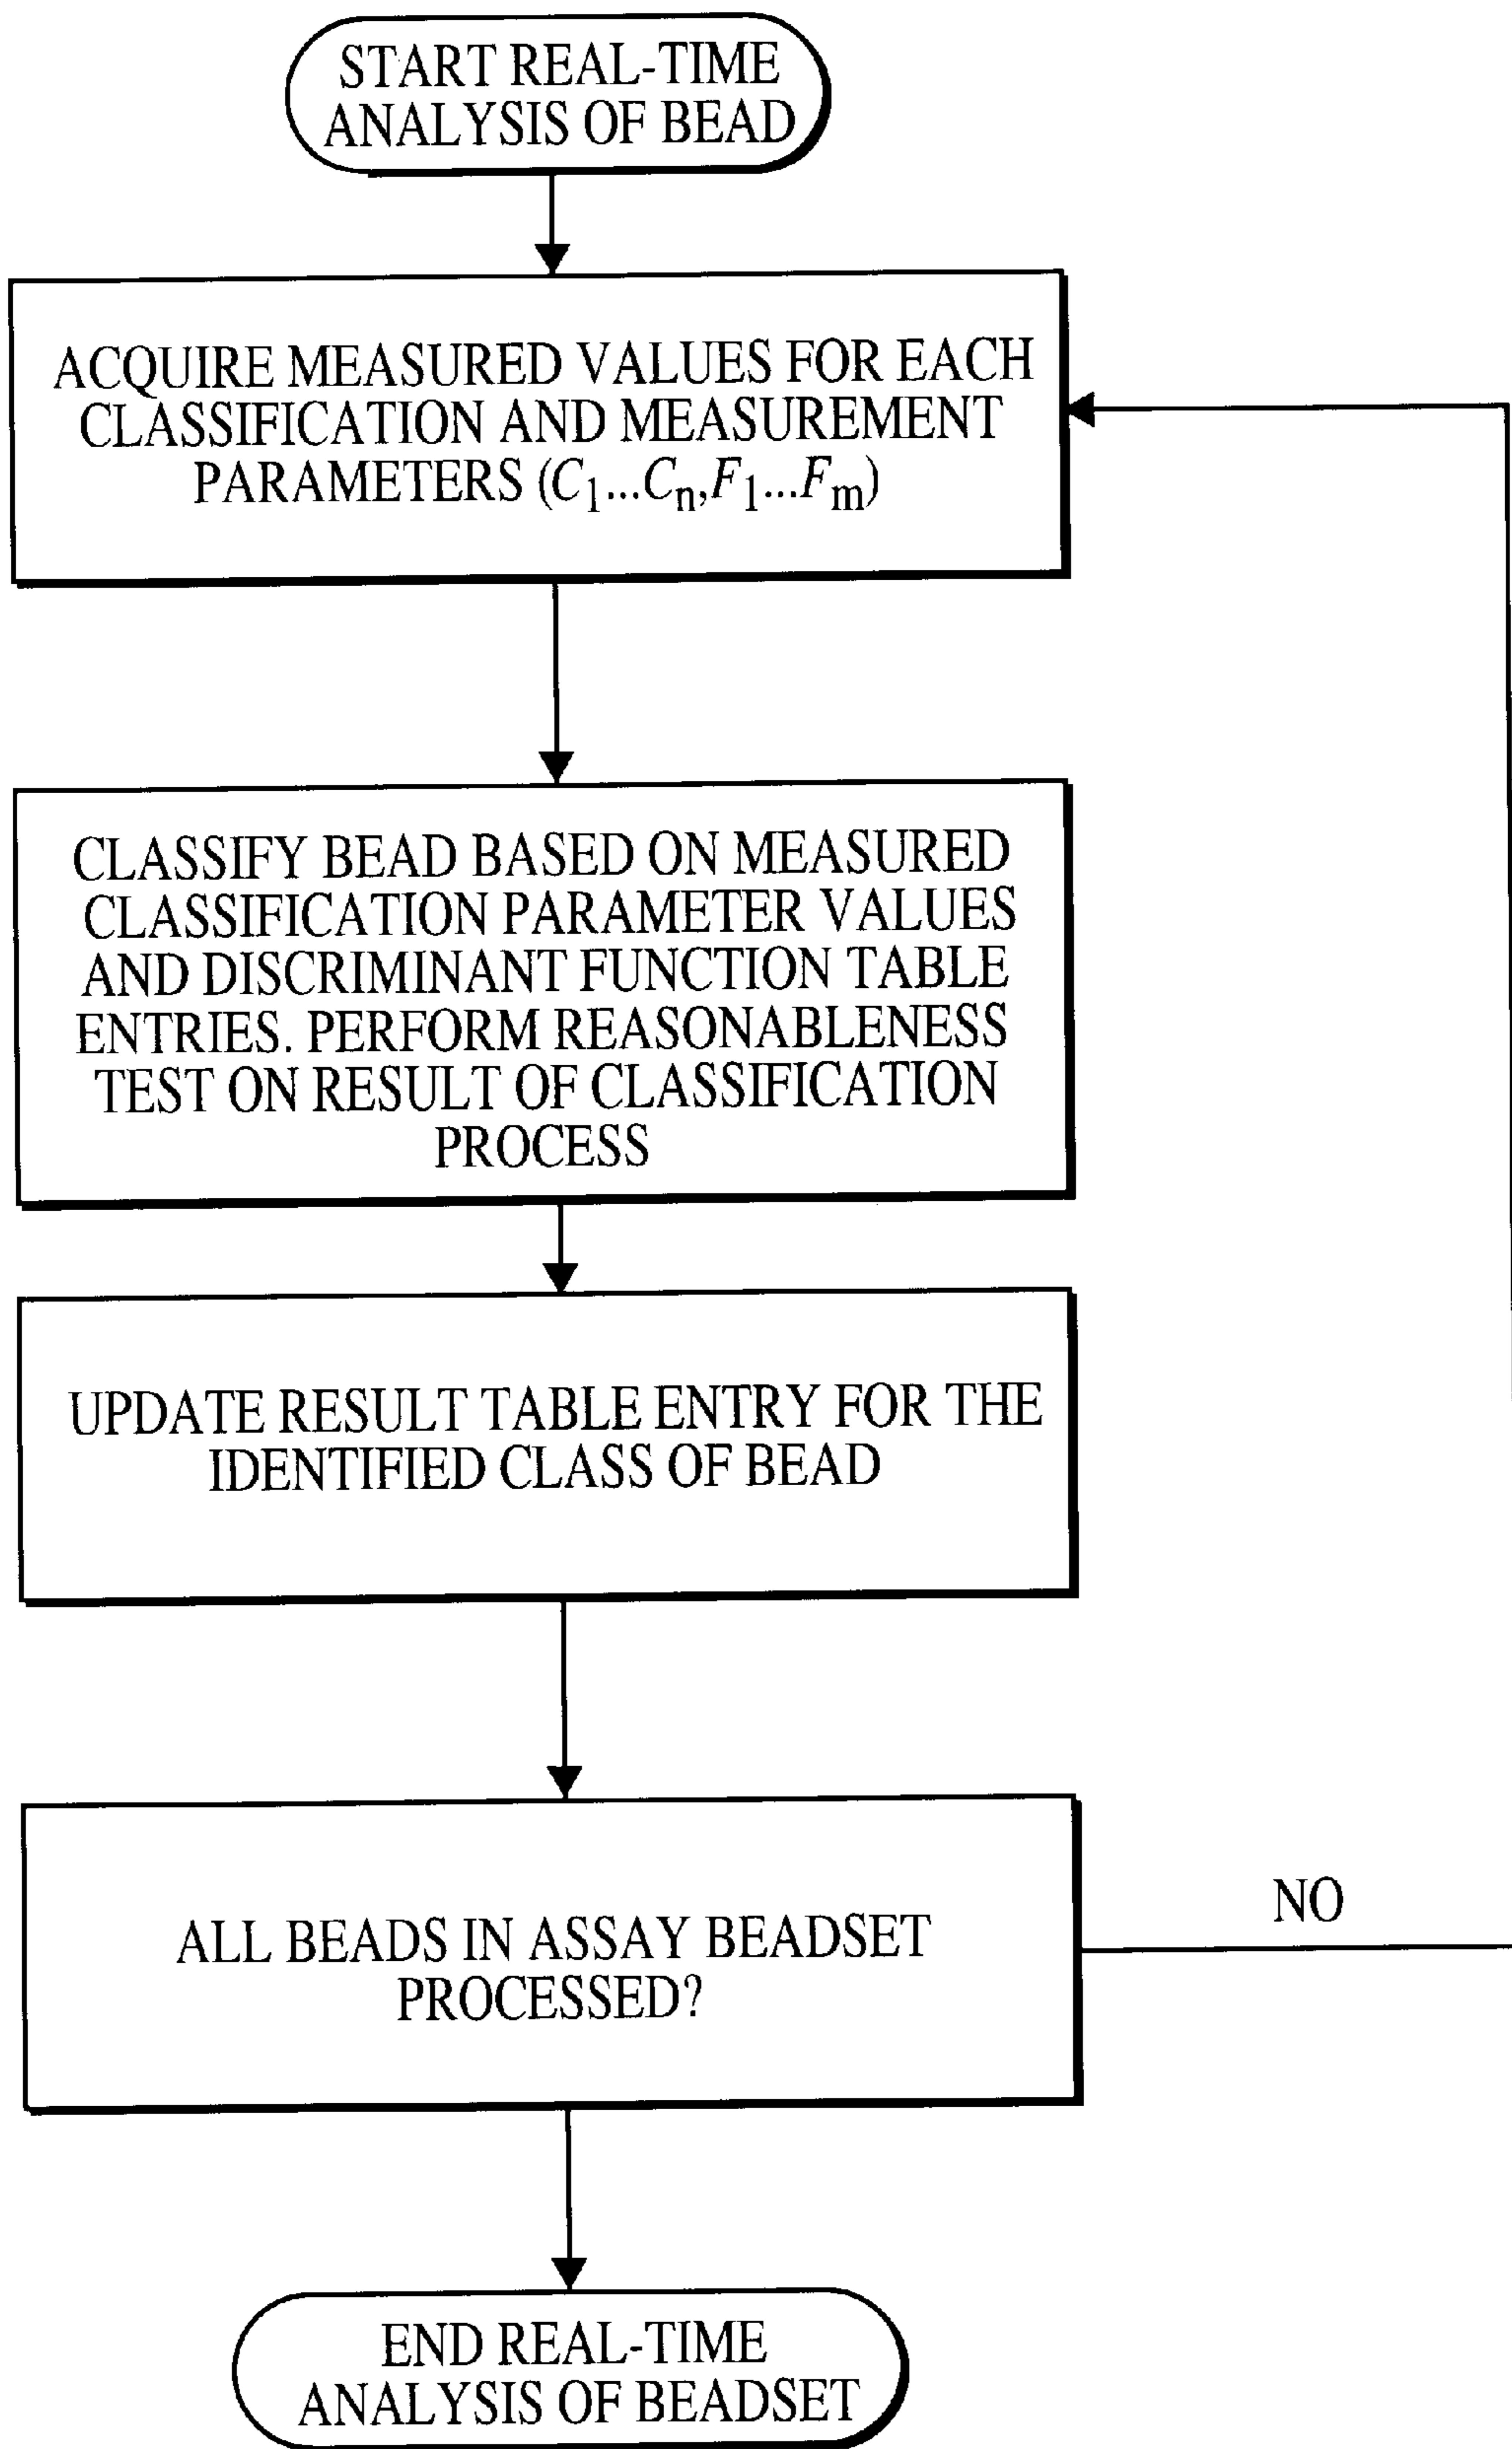 START REAL-TIME
ANALYSIS OF BEAD
ACQUIRE MEASURED VALUES FOR EACH
CLASSIFICATION AND MEASUREMENT
PARAMETERS (C1...Cn,F1...Fm)
CLASSIFY BEAD BASED ON MEASURED
CLASSIFICATION PARAMETER VALUES
AND DISCRIMINANT FUNCTION TABLE
ENTRIES. PERFORM REASONABLENESS
TEST ON RESULT OF CLASSIFICATION
PROCESS
UPDATE RESULT TABLE ENTRY FOR THE
IDENTIFIED CLASS OF BEAD
ALL BEADS IN ASSAY BEADSET
PROCESSED?
NO
END REAL-TIME
ANALYSIS OF BEADSET